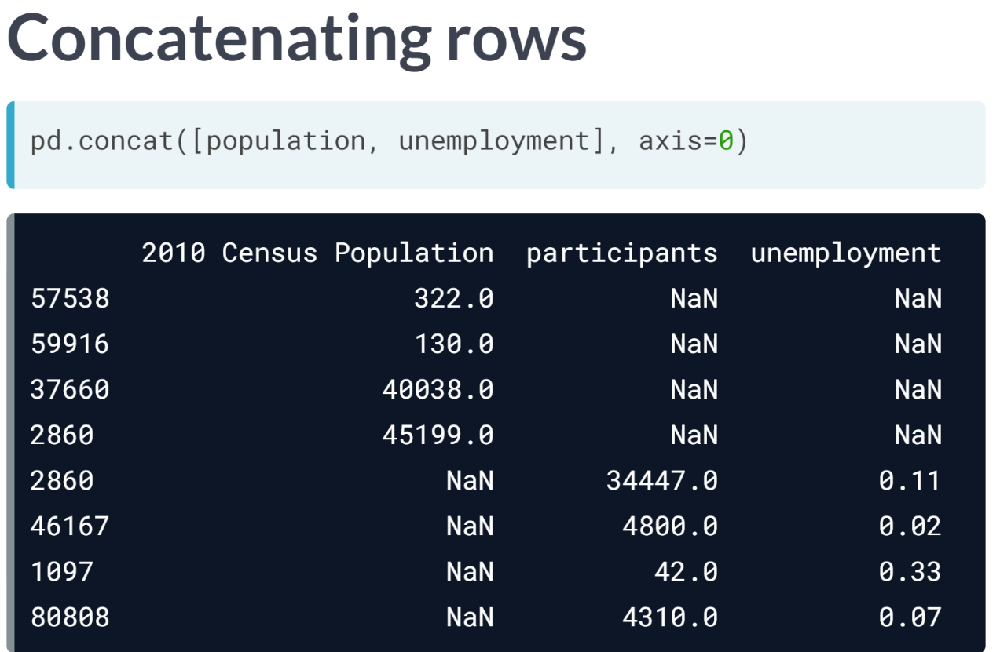 Concatenating rows
pd.concat([population, unemployment], axis=0)
2010 Census Population participants unemployment
57538 322.0 NaN NaN
59916 130.0 NaN NaN
37660 40038.0 NaN NaN
2860 45199.0 NaN NaN
2860 NaN 34447.0 0.11
46167 NaN 4800.0 0.02
1097 NaN 42.0 0.33
80808 NaN 4310.0 0.07